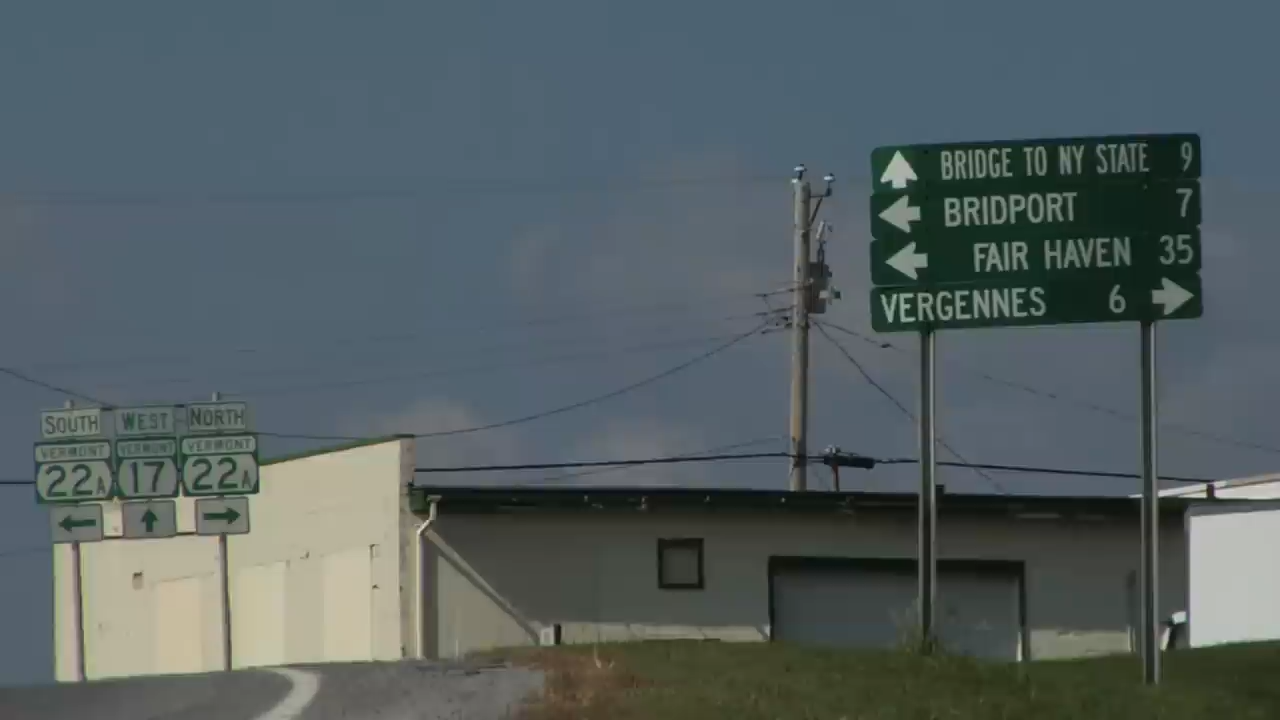 BRIDGE TO NY STATE 9
BRIDPORT 7
FAIR HAVEN 35
VERGENNES 6
SOUTH WEST NORTH
VERMONT VERMONT VERMONT
22A 17 22A